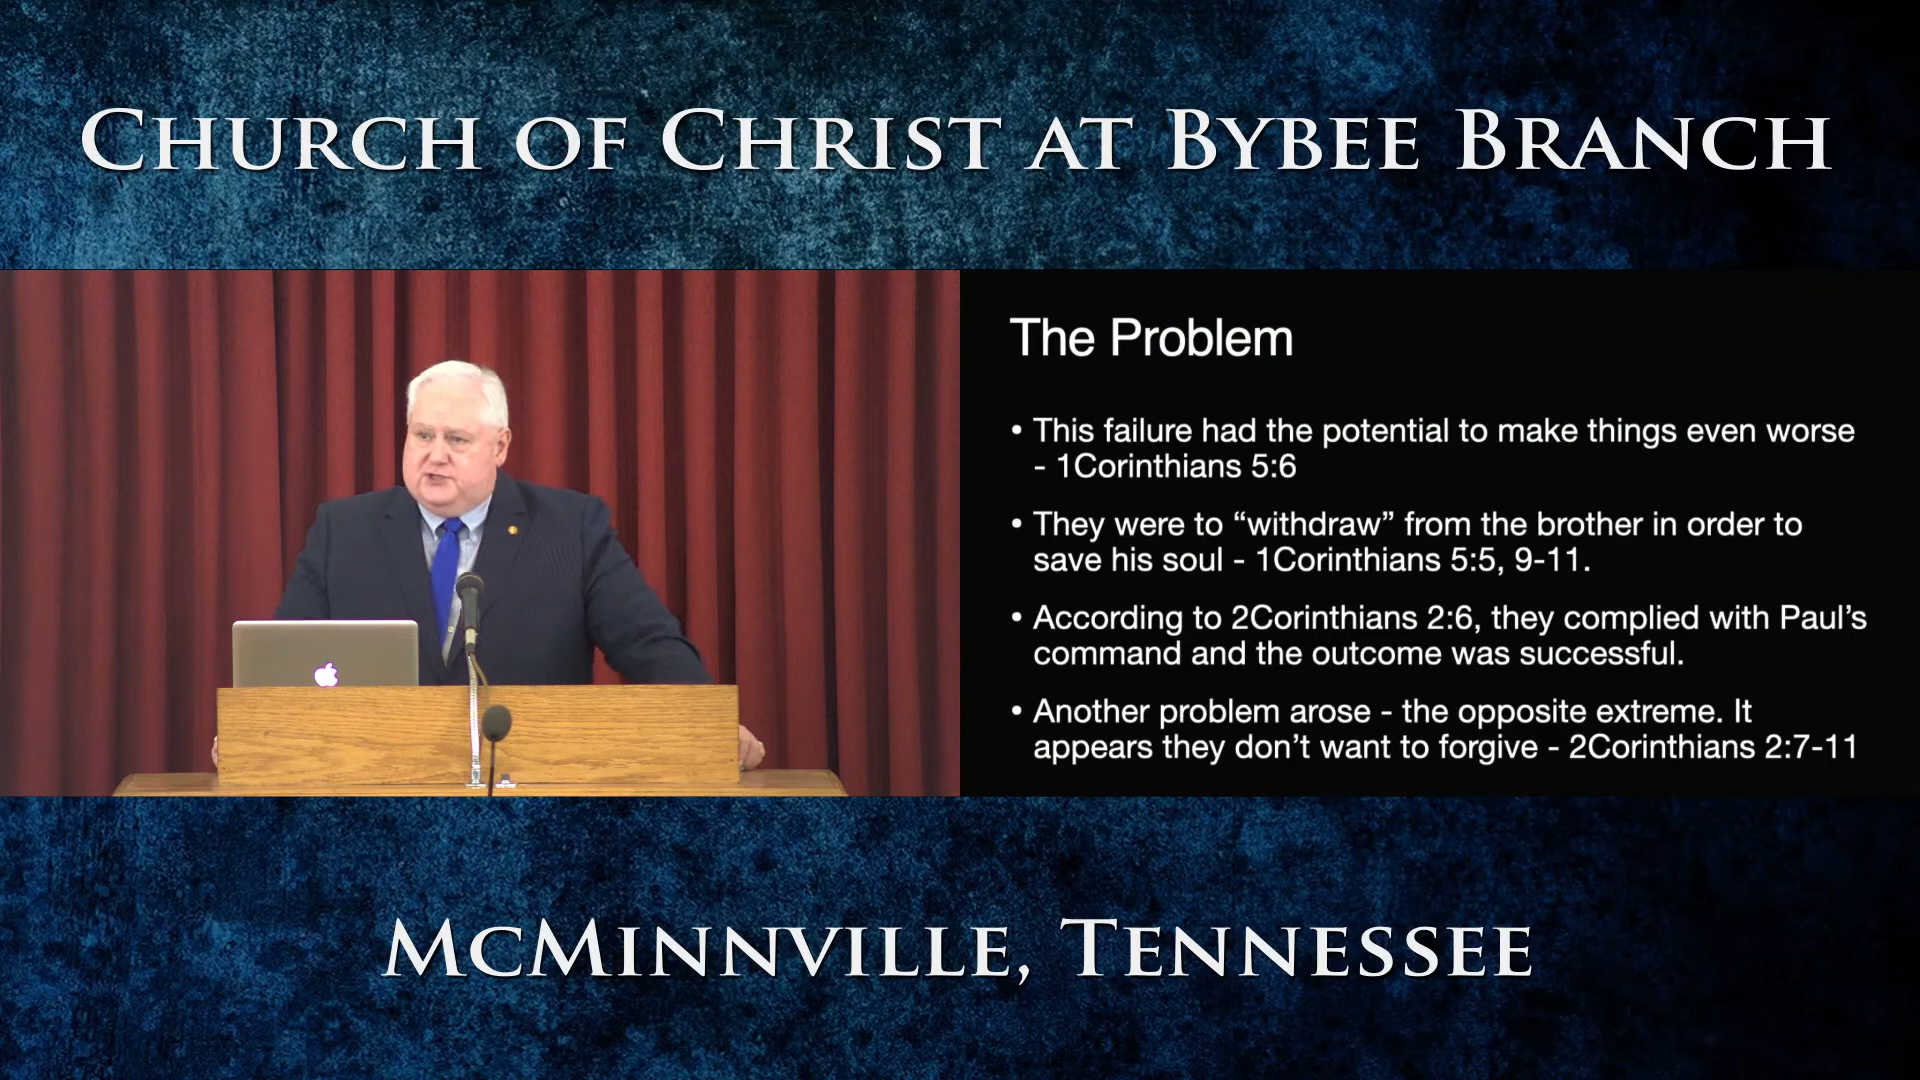 CHURCH OF CHRIST AT BYBEE BRANCH
The Problem
• This failure had the potential to make things even worse
- 1Corinthians 5:6
• They were to “withdraw” from the brother in order to
save his soul - 1Corinthians 5:5, 9-11.
• According to 2Corinthians 2:6, they complied with Paul’s
command and the outcome was successful.
• Another problem arose - the opposite extreme. It
appears they don’t want to forgive - 2Corinthians 2:7-11
MCMINNVILLE, TENNESSEE